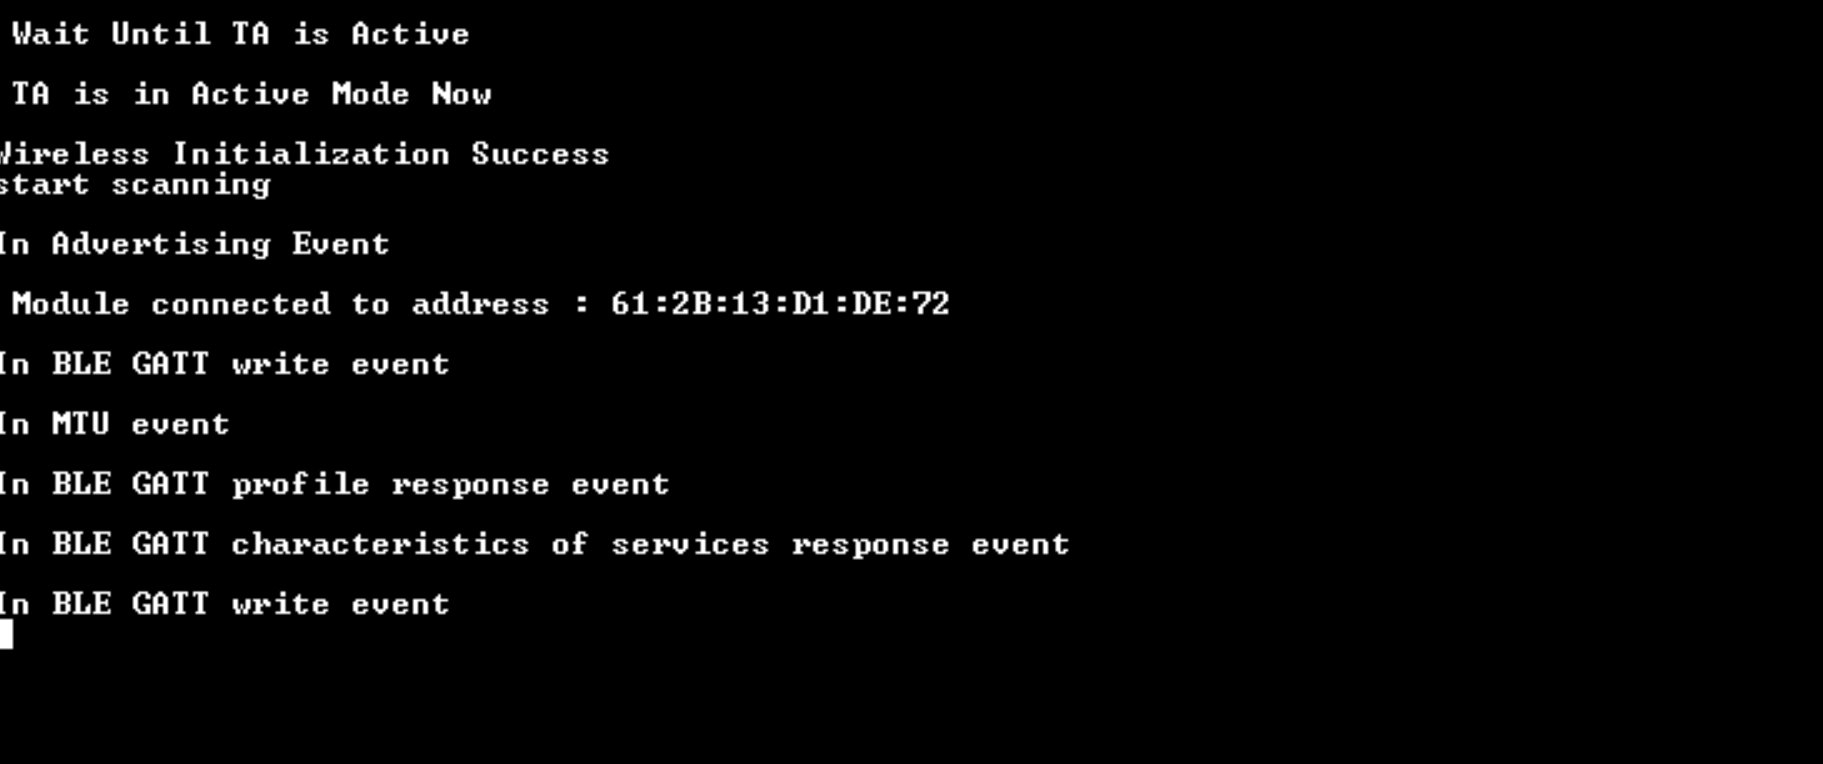 Wait Until TA is Active
TA is in Active Mode Now
Wireless Initialization Success
start scanning
In Advertising Event
Module connected to address : 61:2B:13:D1:DE:72
In BLE GATT write event
In MTU event
In BLE GATT profile response event
In BLE GATT characteristics of services response event
In BLE GATT write event